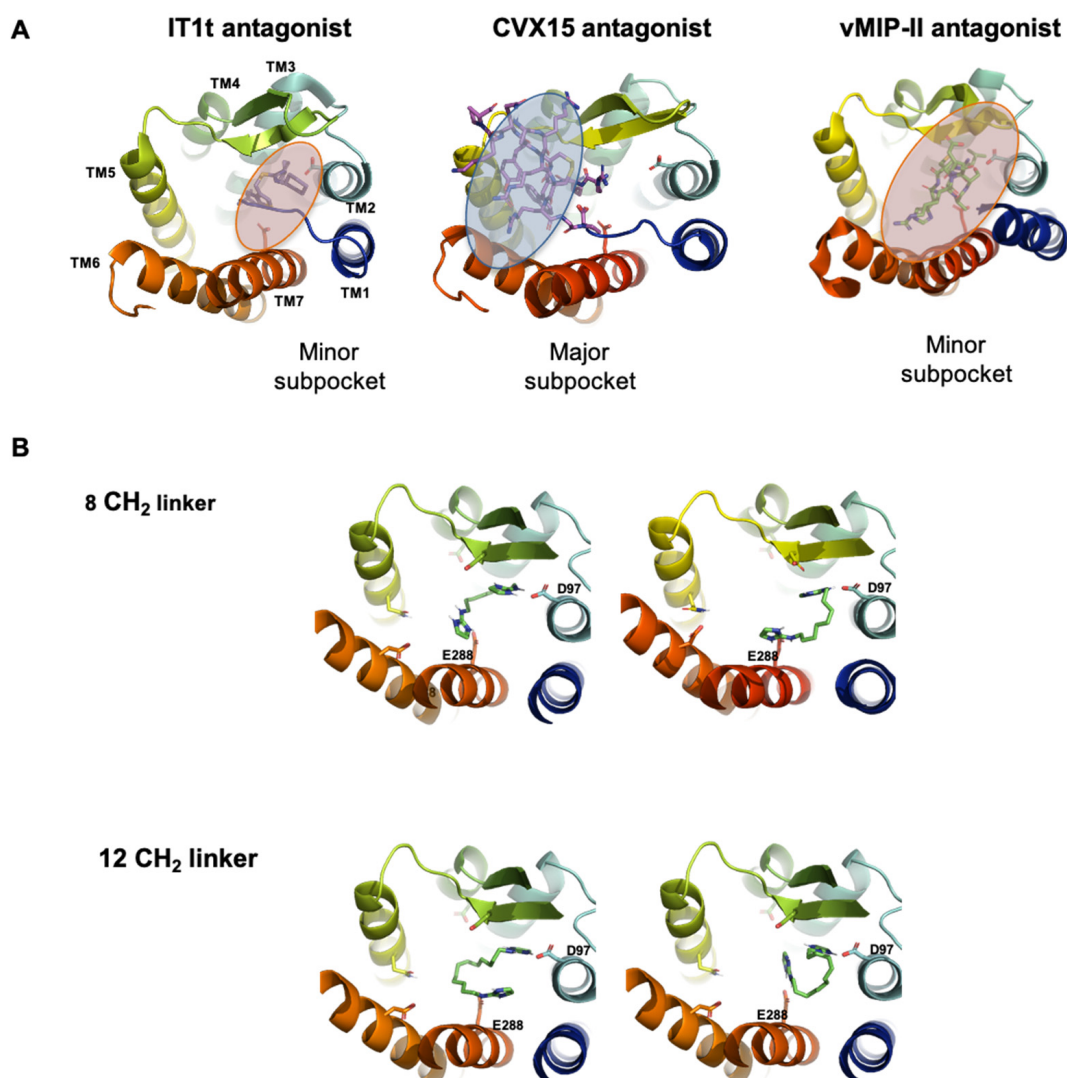 A
IT1t antagonist
CVX15 antagonist
vMIP-II antagonist
TM3
TM4
TM5
TM2
TM6
TM7
TM1
Minor
subpocket
Major
subpocket
Minor
subpocket
B
8 CH₂ linker
D97
E288
8
D97
E288
12 CH₂ linker
D97
E288
D97
E288